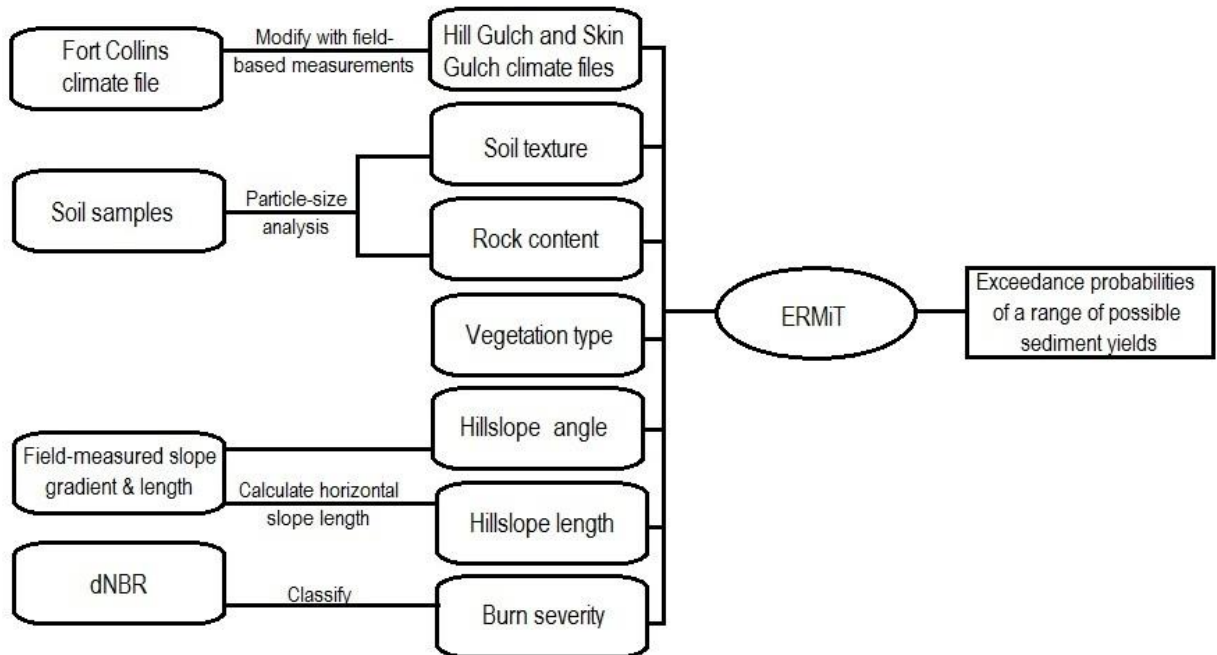 Fort Collins
climate file
Modify with field-
based measurements
Hill Gulch and Skin
Gulch climate files
Soil samples
Particle-size
analysis
Soil texture
Rock content
Vegetation type
Field-measured slope
gradient & length
Hillslope angle
Calculate horizontal
slope length
Hillslope length
dNBR
Classify
Burn severity
ERMiT
Exceedance probabilities
of a range of possible
sediment yields